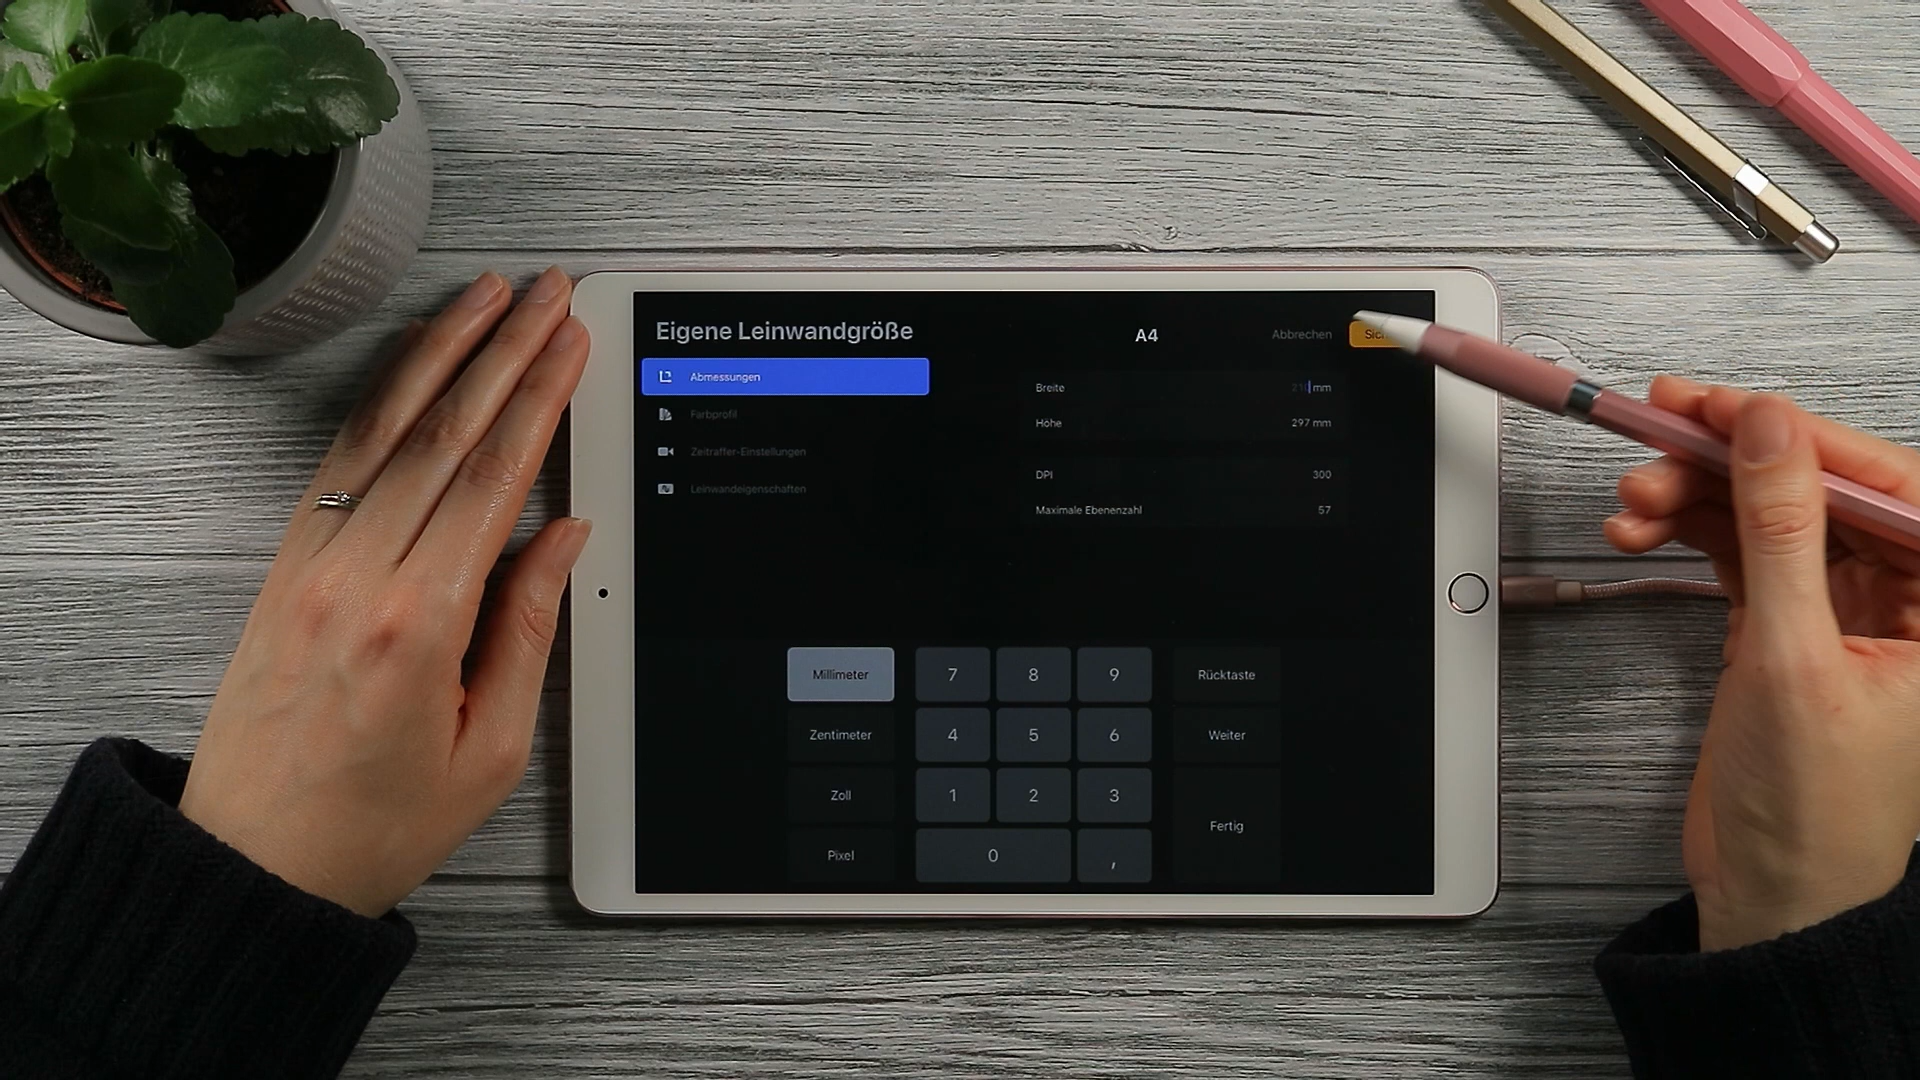 Eigene Leinwandgröße
A4
Abbrechen
Abmessungen
Farbprofil
Zeitraffer-Einstellungen
Leinwandeigenschaften
Breite 210 mm
Höhe 297 mm
DPI 300
Maximale Ebenenzahl 57
Millimeter 7 8 9 Rücktaste
Zentimeter 4 5 6 Weiter
Zoll 1 2 3
Fertig
Pixel 0 ,